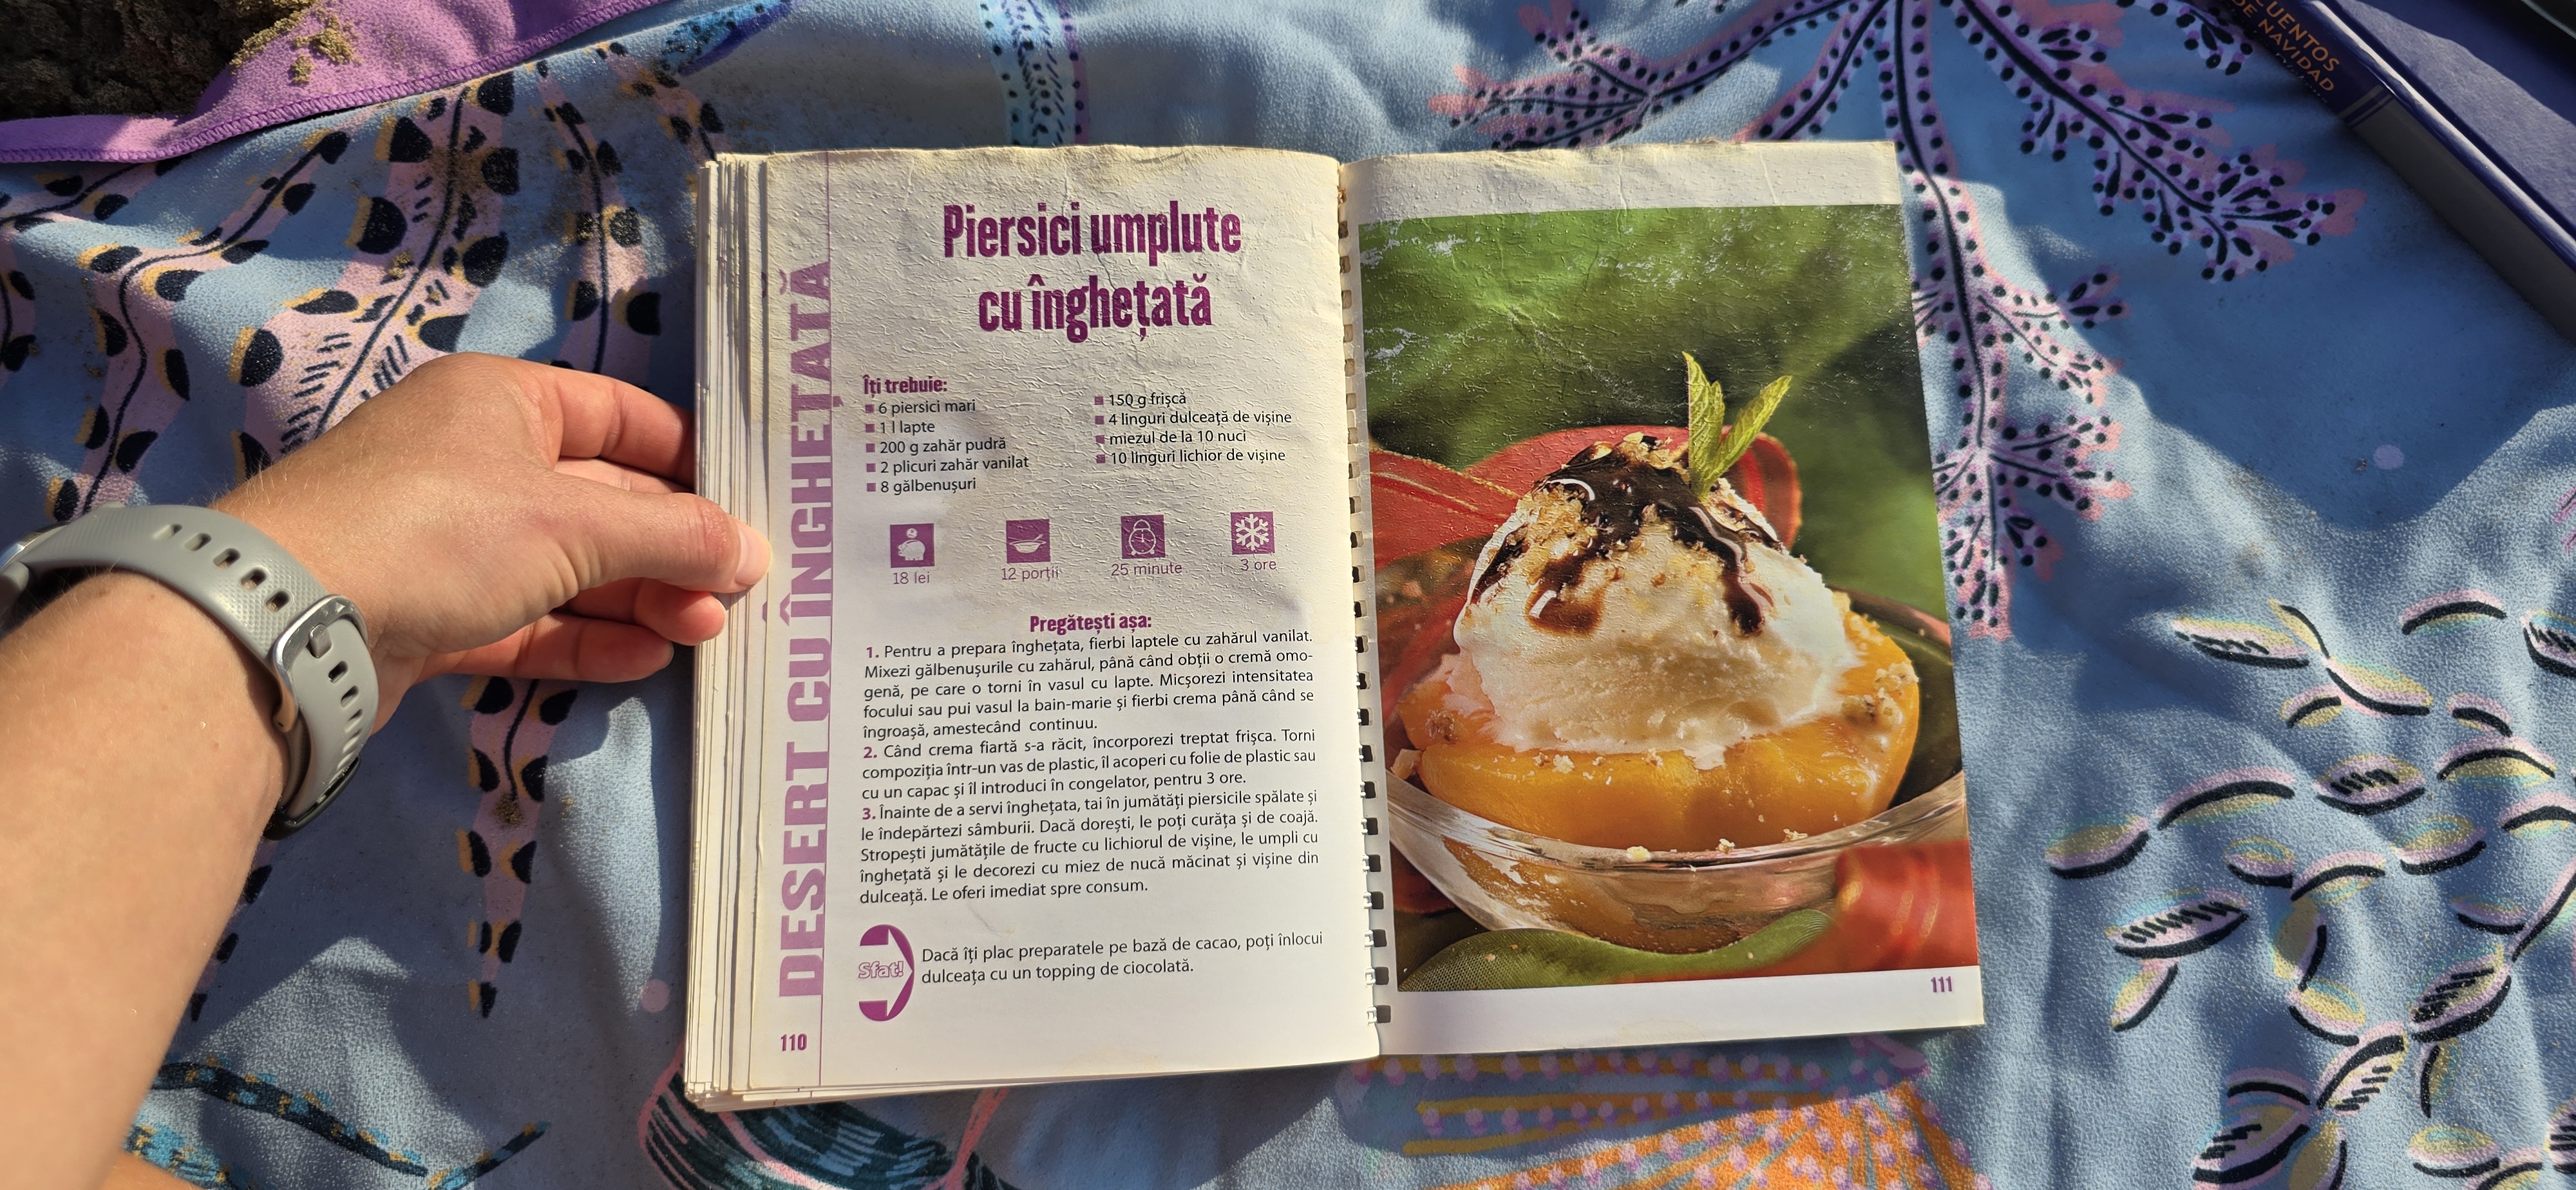 CUENTOS
DE NAVIDAD
Piersici umplute
cu înghețată
Îți trebuie:
■ 6 piersici mari
■ 1 l lapte
■ 200 g zahăr pudră
■ 2 plicuri zahăr vanilat
■ 8 gălbenușuri
■ 150 g frișcă
■ 4 linguri dulceață de vișine
■ miezul de la 10 nuci
■ 10 linguri lichior de vișine
18 lei
12 porții
25 minute
3 ore
Pregătești așa:
1. Pentru a prepara înghețata, fierbi laptele cu zahărul vanilat.
Mixezi gălbenușurile cu zahărul, până când obții o cremă omo-
genă, pe care o torni în vasul cu lapte. Micșorezi intensitatea
focului sau pui vasul la bain-marie și fierbi crema până când se
îngroașă, amestecând continuu.
2. Când crema fiartă s-a răcit, încorporezi treptat frișca. Torni
compoziția într-un vas de plastic, îl acoperi cu folie de plastic sau
cu un capac și îl introduci în congelator, pentru 3 ore.
3. Înainte de a servi înghețata, tai în jumătăți piersicile spălate și
le îndepărtezi sâmburii. Dacă dorești, le poți curăța și de coajă.
Stropești jumătățile de fructe cu lichiorul de vișine, le umpli cu
înghețată și le decorezi cu miez de nucă măcinat și vișine din
dulceață. Le oferi imediat spre consum.
Sfat!
Dacă îți plac preparatele pe bază de cacao, poți înlocui
dulceața cu un topping de ciocolată.
DESERT CU ÎNGHEȚATĂ
110
111